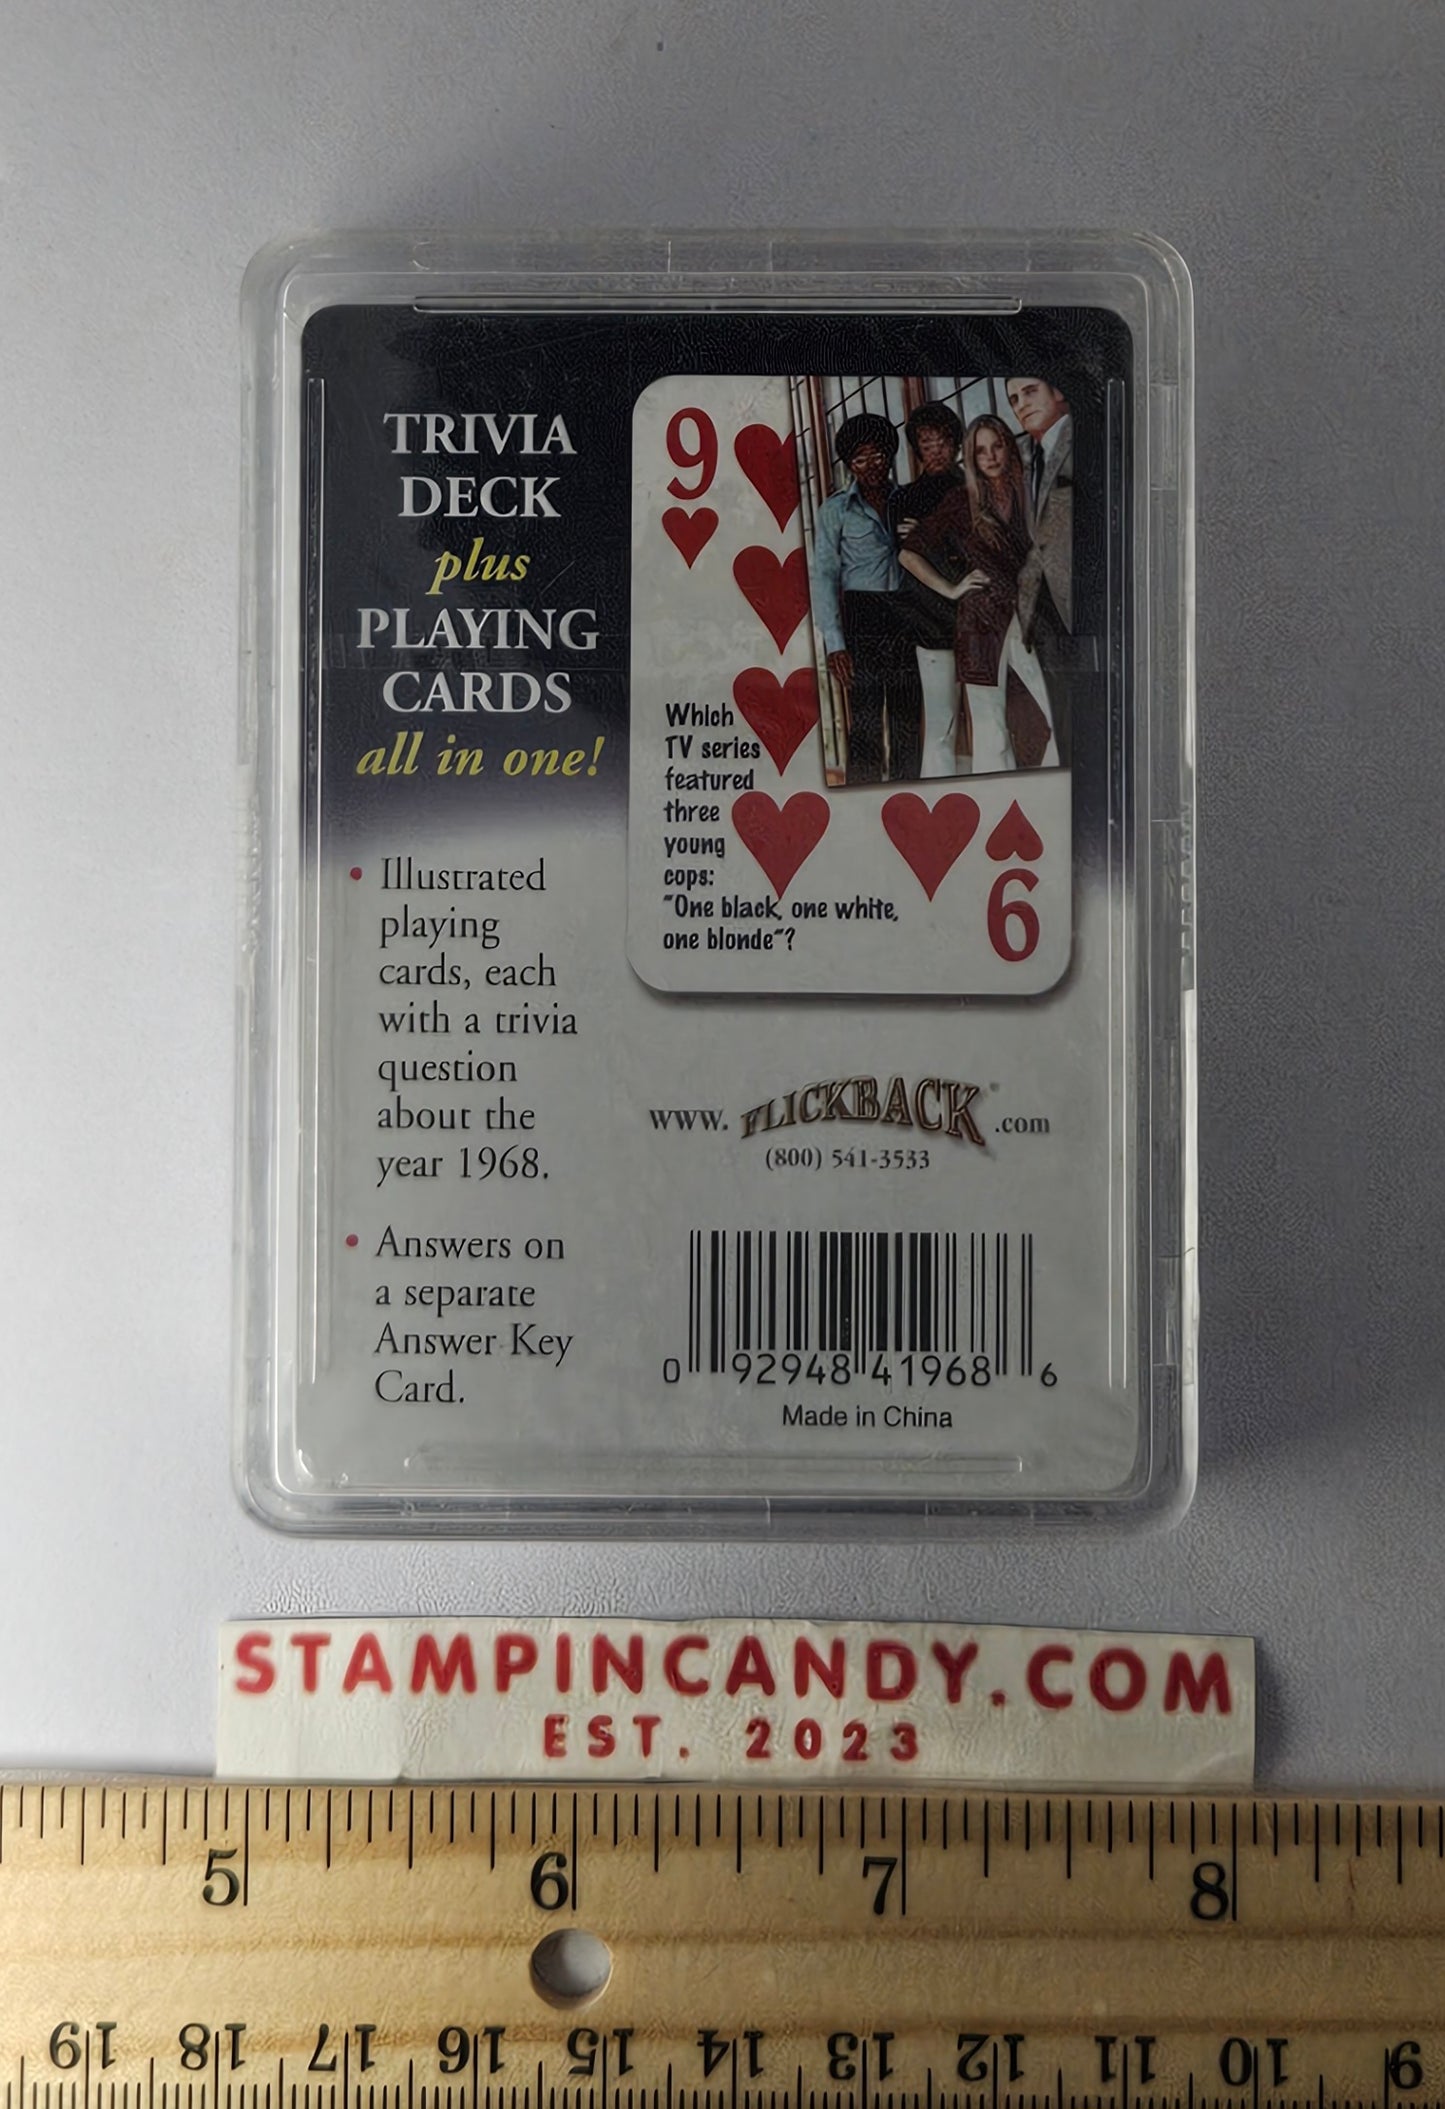 TRIVIA
DECK
plus
PLAYING
CARDS
all in one!
• Illustrated
playing
cards, each
with a trivia
question
about the
year 1968.
• Answers on
a separate
Answer Key
Card.
9
Which
TV series
featured
three
young
cops:
"One black, one white,
one blonde"?
9
www.FLICKBACK®.com
(800) 541-3533
0 92948 41968 6
Made in China
STAMPINCANDY.COM
EST. 2023
5 6 7 8
19 18 17 16 15 14 13 12 11 10 9